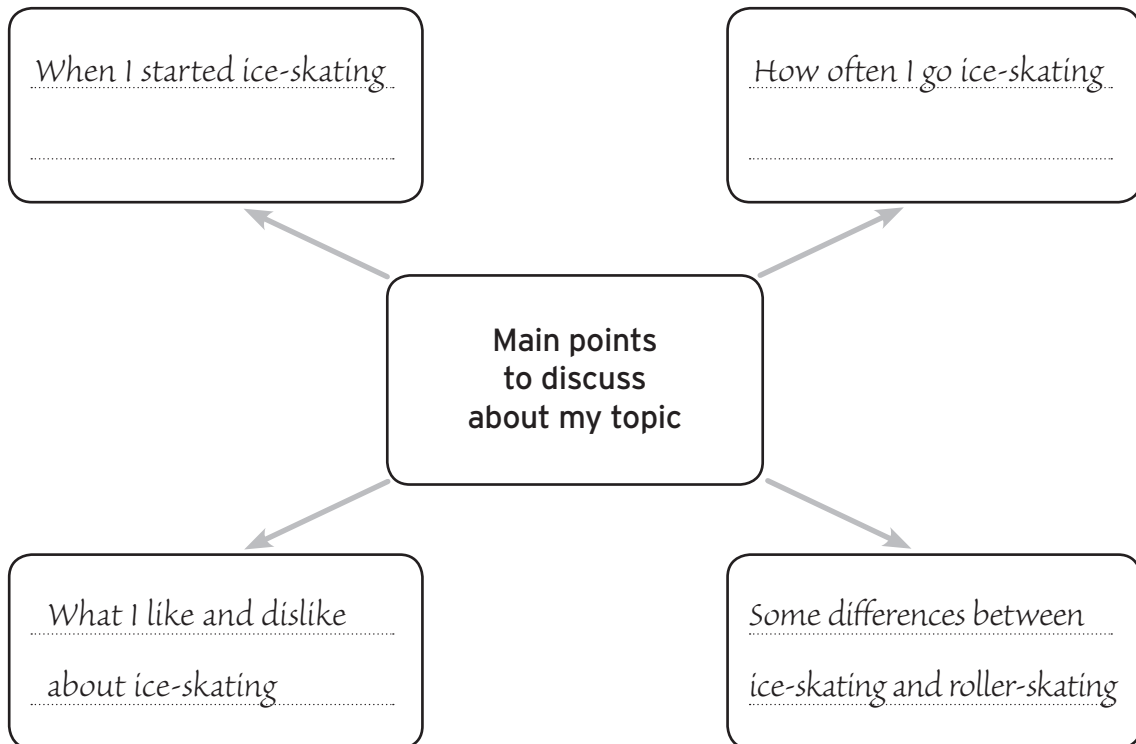 When I started ice-skating
How often I go ice-skating
Main points
to discuss
about my topic
What I like and dislike
about ice-skating
Some differences between
ice-skating and roller-skating